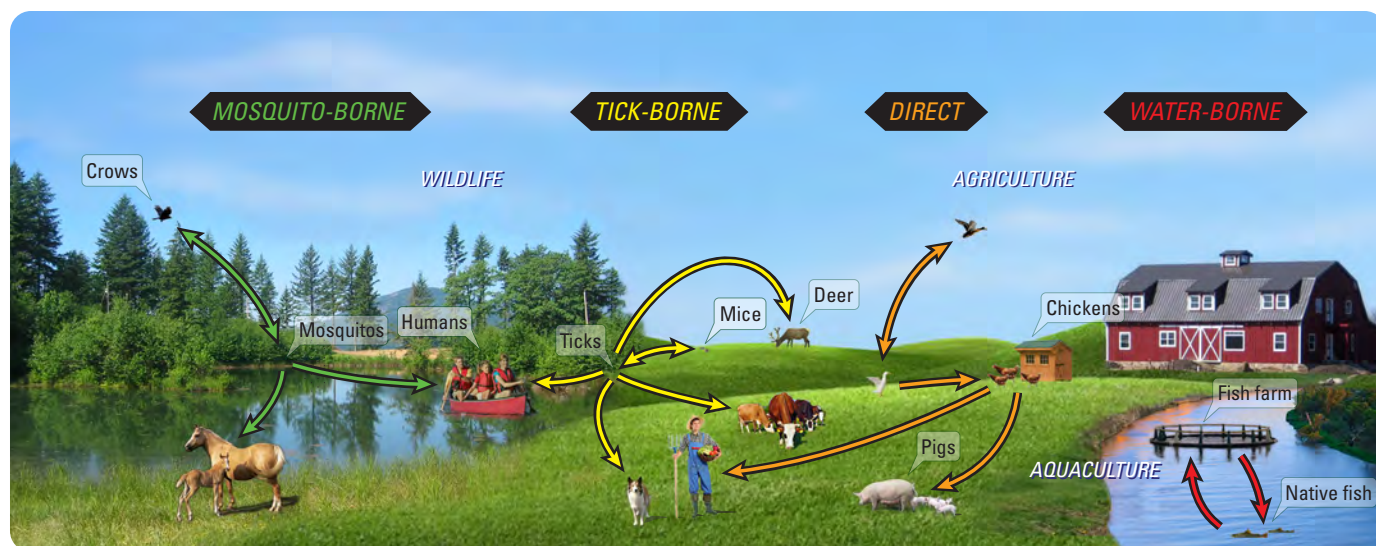 MOSQUITO-BORNE
TICK-BORNE
DIRECT
WATER-BORNE
Crows
WILDLIFE
AGRICULTURE
Mosquitos
Humans
Ticks
Mice
Deer
Chickens
Fish farm
Pigs
AQUACULTURE
Native fish